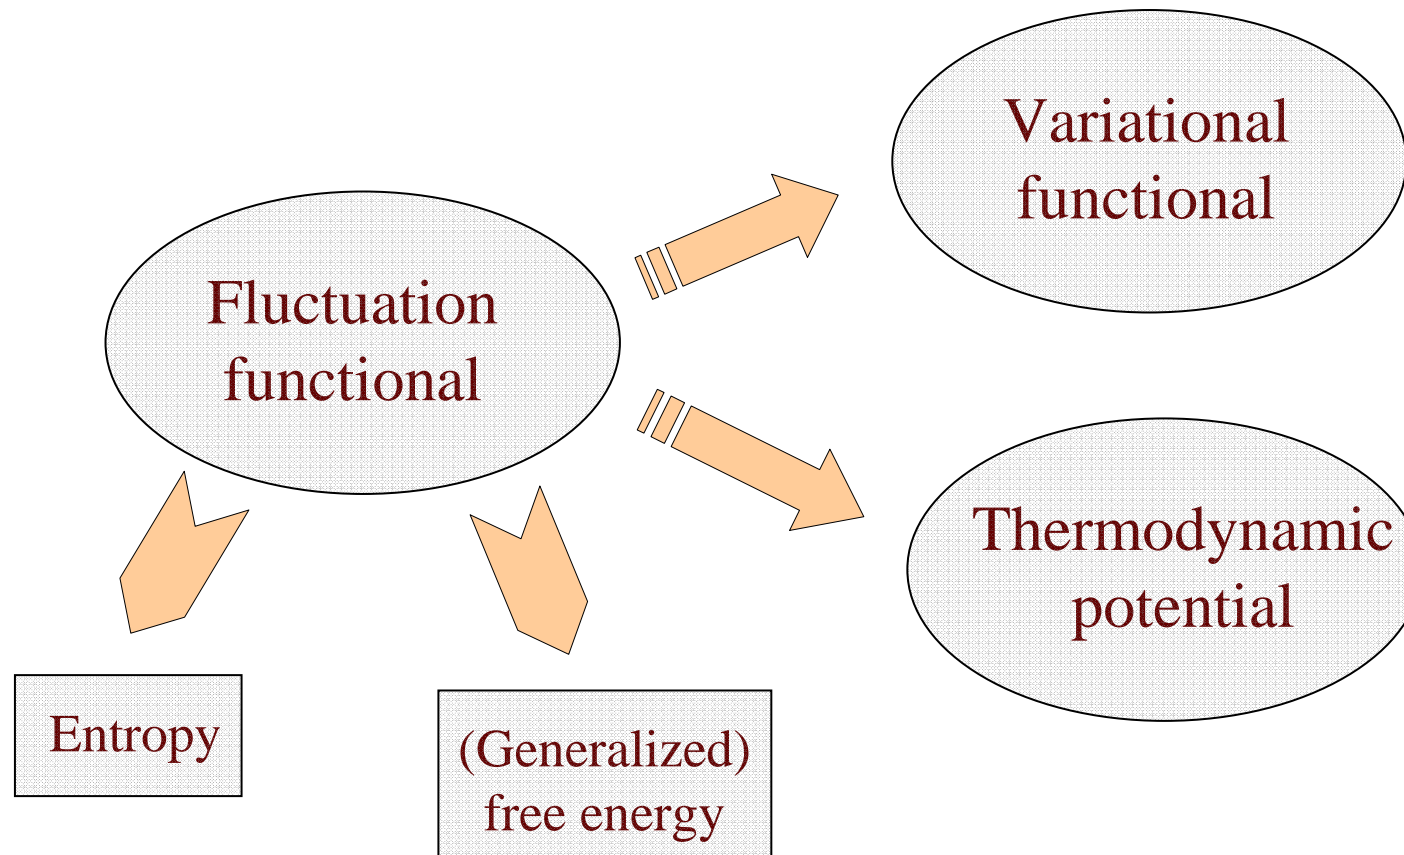 Variational
functional
Fluctuation
functional
Thermodynamic
potential
Entropy
(Generalized)
free energy